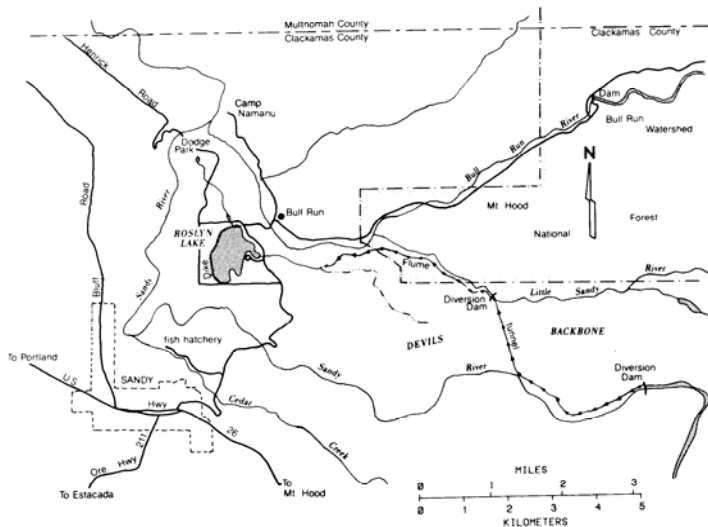 Multnomah County
Clackamas County
Clackamas County
Hentrick
Road
Camp
Namanu
Dam
Bull Run
Watershed
Bull Run River
Dodge
Park
N
River
Bull Run
Mt. Hood
National Forest
ROSLYN
LAKE
Dike
Flume
River
Road
Sandy
Diversion
Dam
Little Sandy
Bluff
Tunnel
BACKBONE
DEVILS
fish hatchery
To Portland
Sandy
River
Diversion
Dam
U.S.
SANDY
Hwy
Cedar
Creek
26
211
Ore Hwy
To
Mt Hood
To Estacada
MILES
0 1 2 3
0 1 2 3 4 5
KILOMETERS